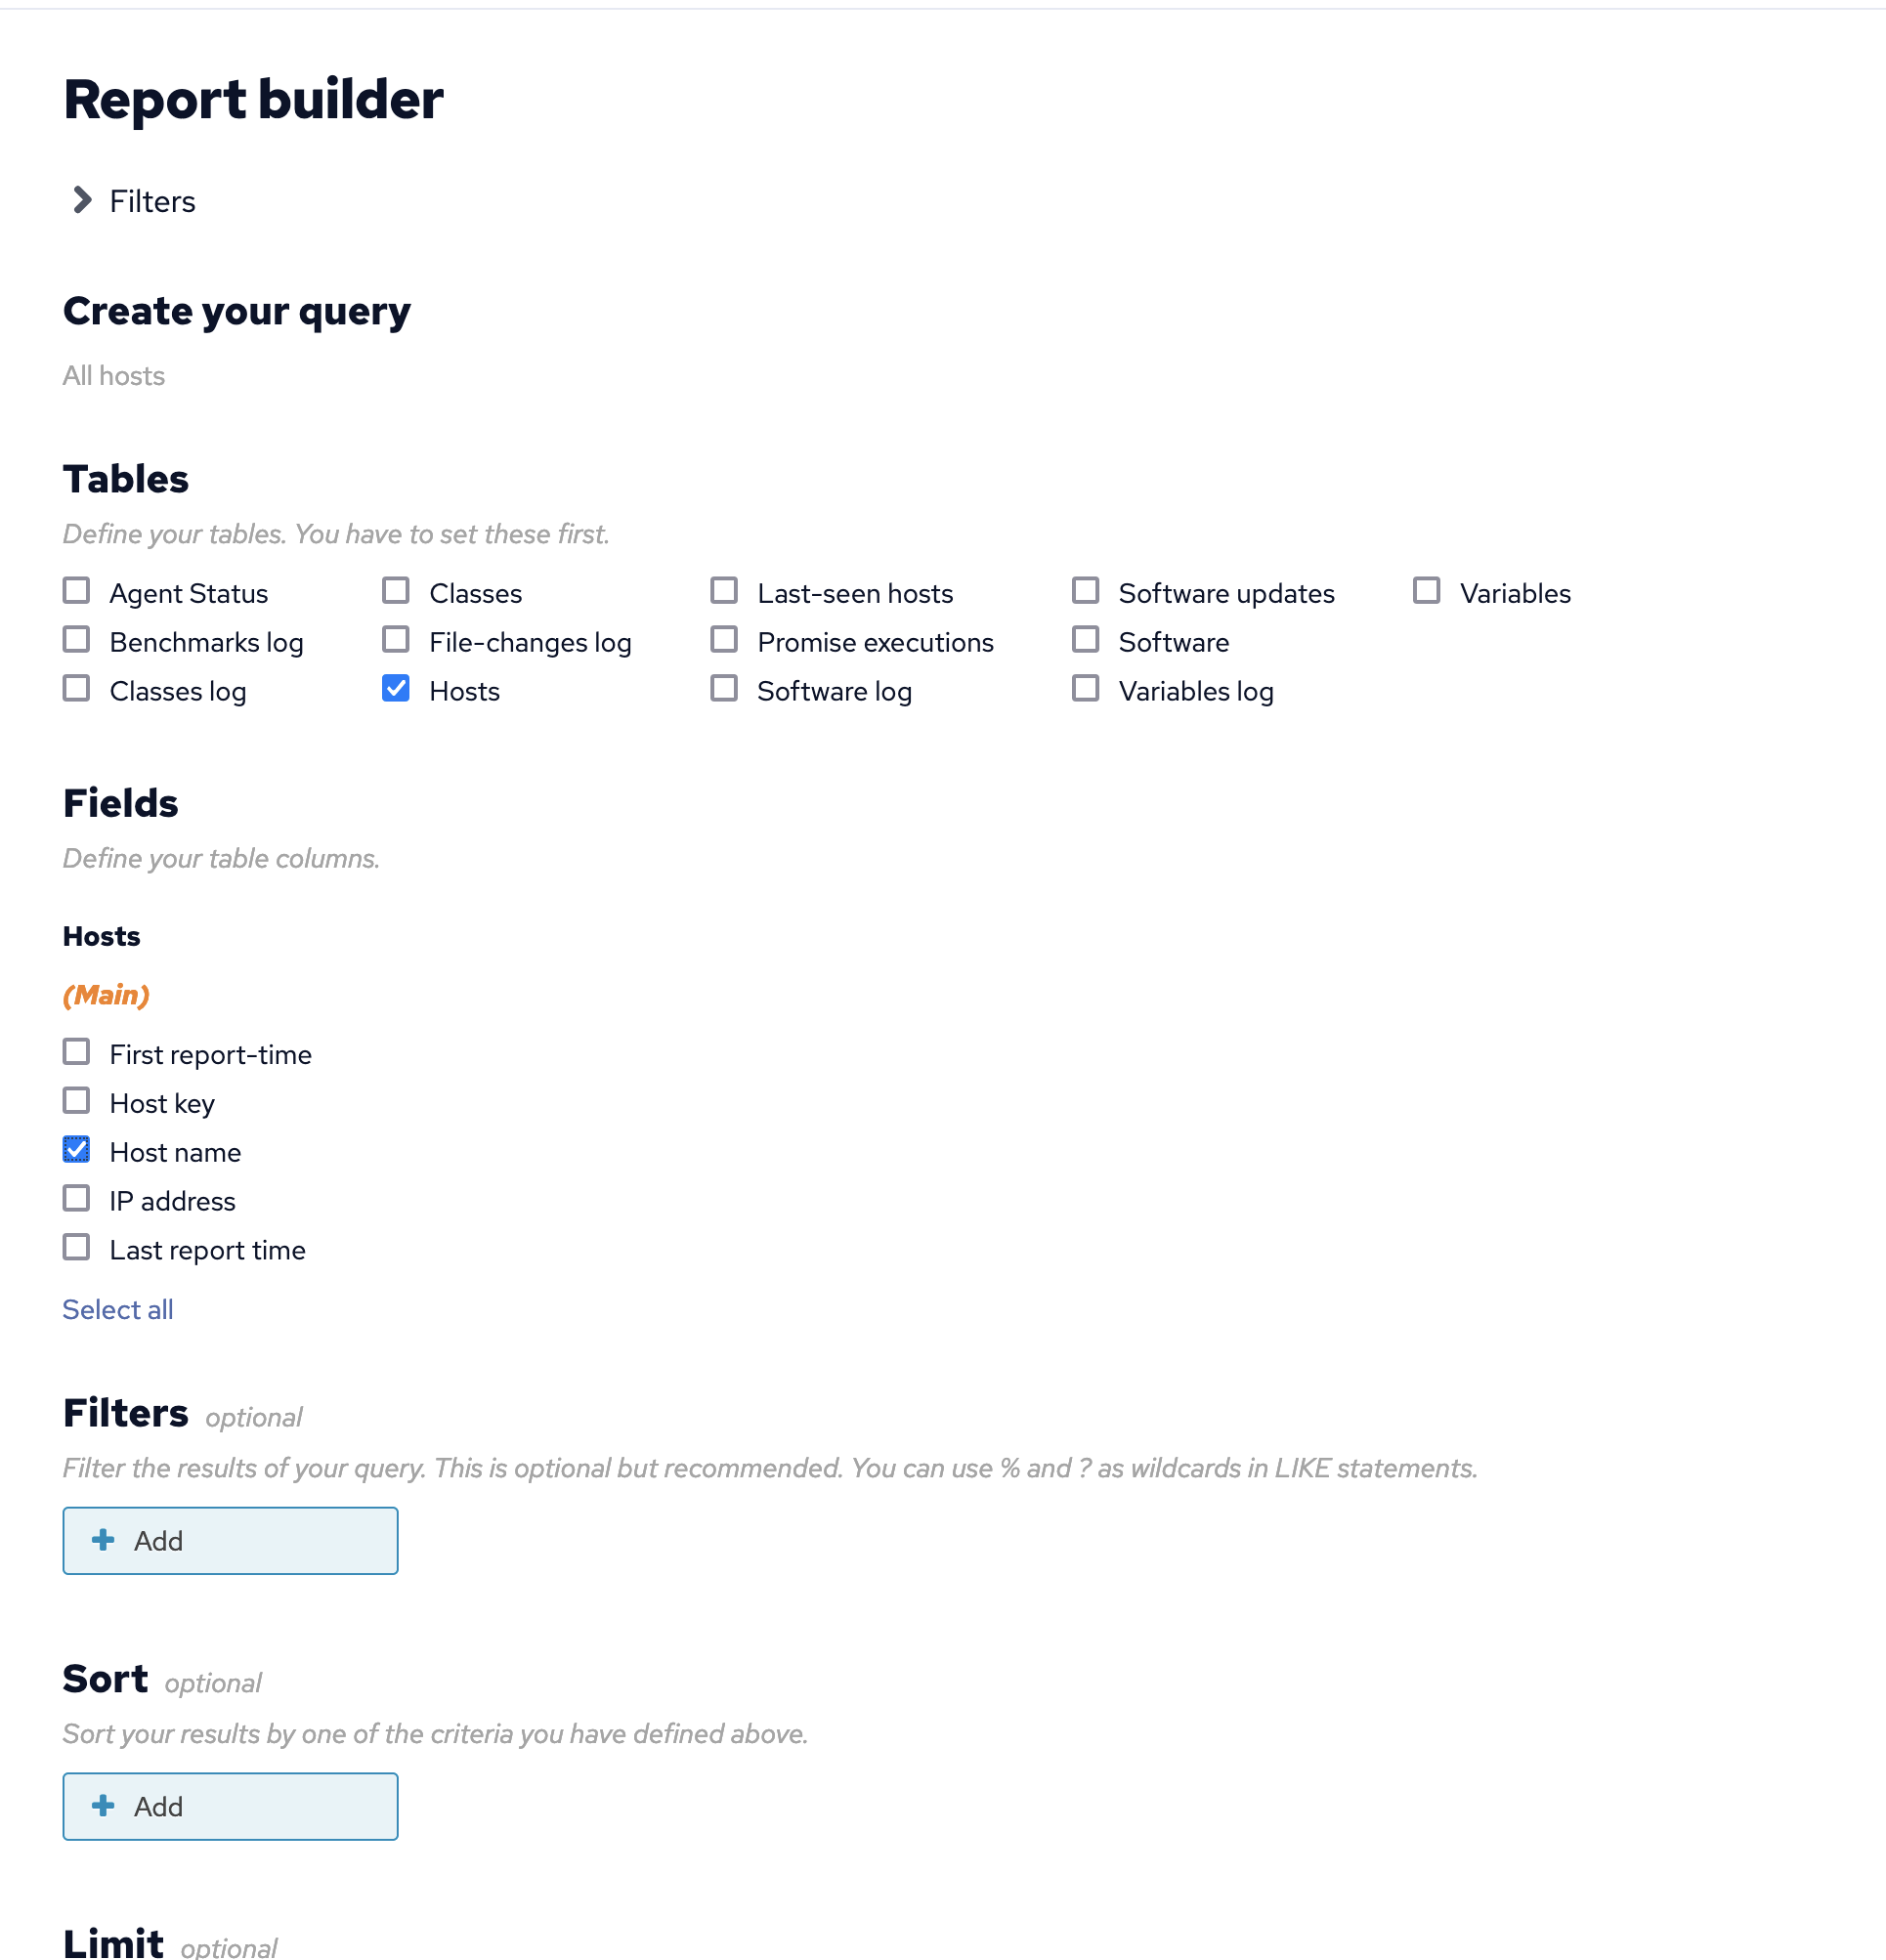 Report builder
Filters
Create your query
All hosts
Tables
Define your tables. You have to set these first.
Agent Status Classes Last-seen hosts Software updates Variables
Benchmarks log File-changes log Promise executions Software
Classes log Hosts Software log Variables log
Fields
Define your table columns.
Hosts
(Main)
First report-time
Host key
Host name
IP address
Last report time
Select all
Filters optional
Filter the results of your query. This is optional but recommended. You can use % and ? as wildcards in LIKE statements.
Add
Sort optional
Sort your results by one of the criteria you have defined above.
Add
Limit optional